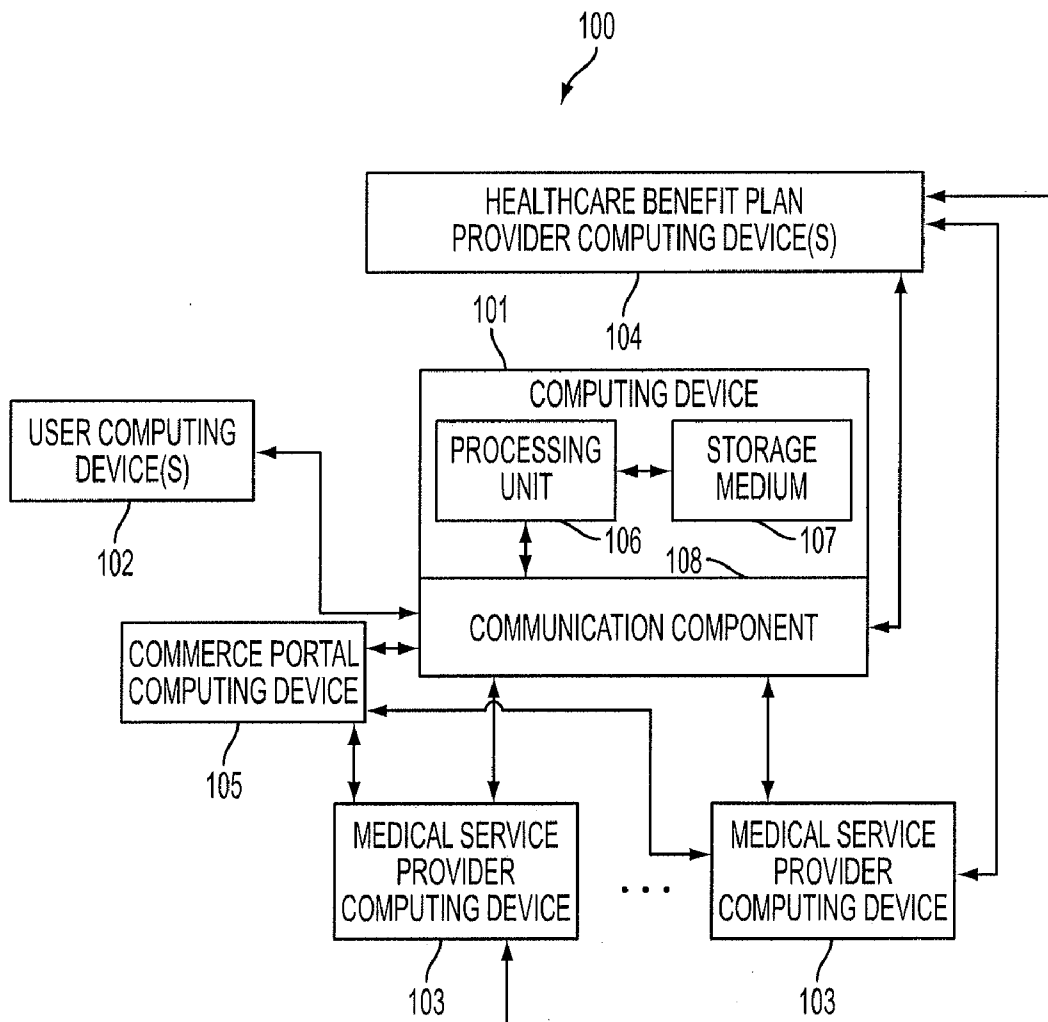 100
HEALTHCARE BENEFIT PLAN
PROVIDER COMPUTING DEVICE(S)
104
101
COMPUTING DEVICE
USER COMPUTING
DEVICE(S)
102
PROCESSING
UNIT
106
STORAGE
MEDIUM
107
108
COMMUNICATION COMPONENT
COMMERCE PORTAL
COMPUTING DEVICE
105
MEDICAL SERVICE
PROVIDER
COMPUTING DEVICE
103
. . .
MEDICAL SERVICE
PROVIDER
COMPUTING DEVICE
103